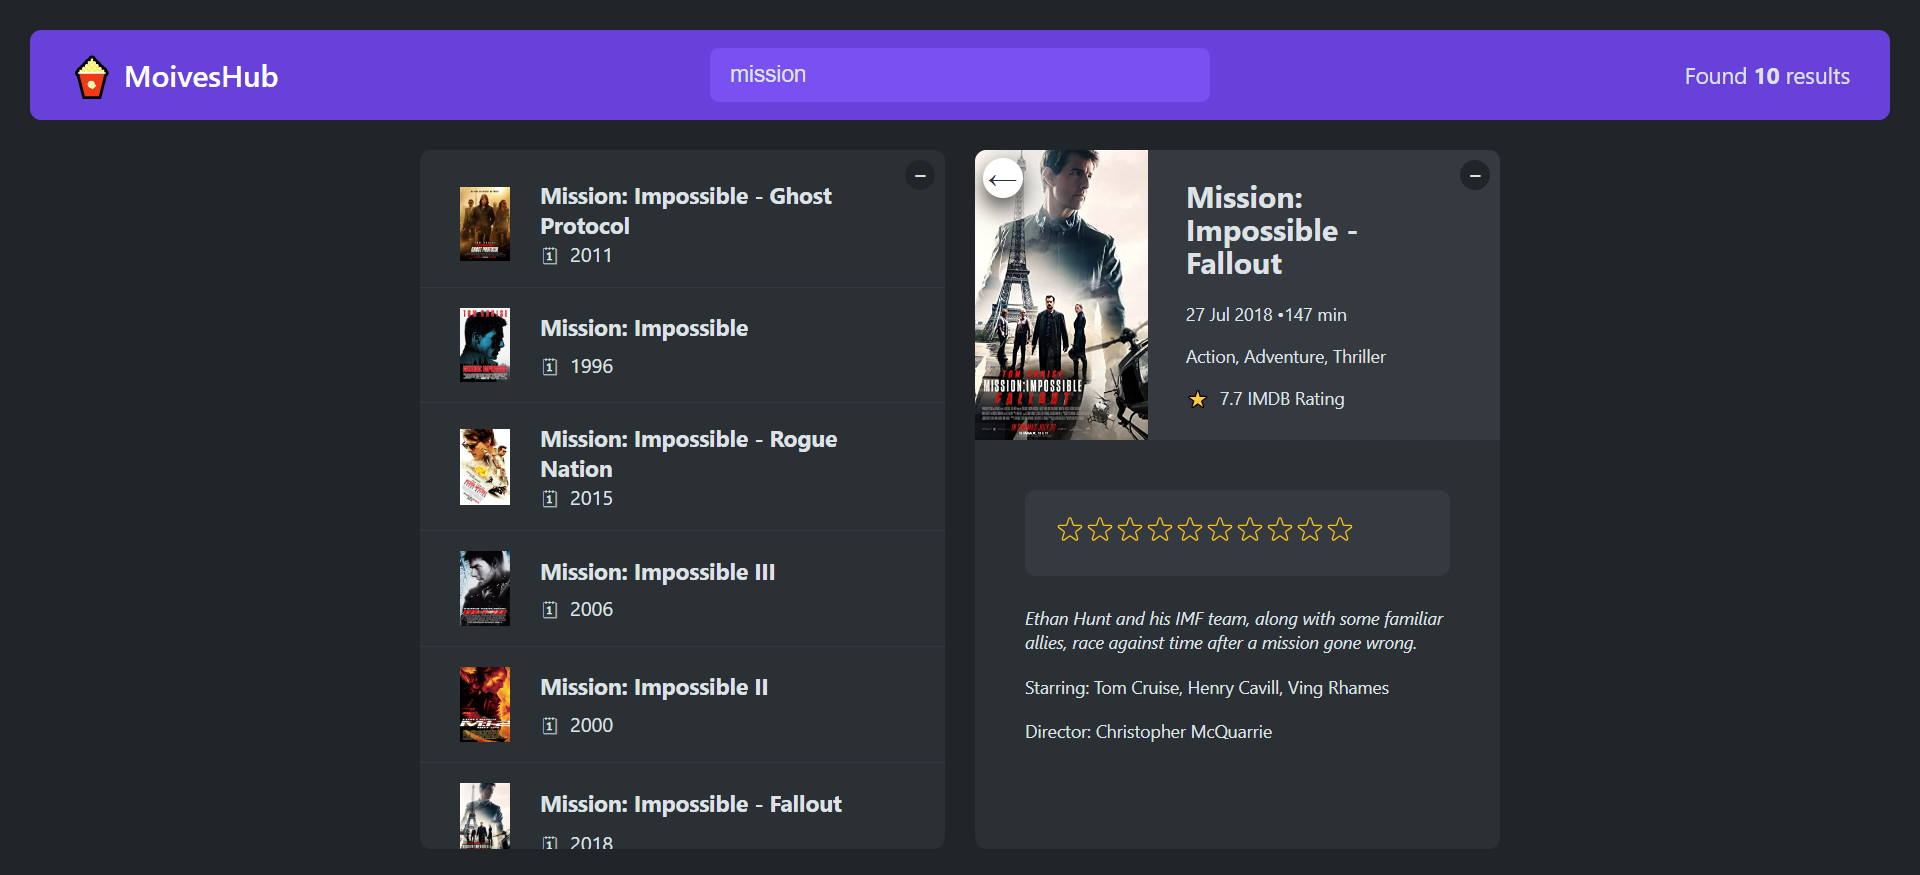 MoivesHub
mission
Found 10 results
Mission: Impossible - Ghost
Protocol
2011
Mission: Impossible
1996
Mission: Impossible - Rogue
Nation
2015
Mission: Impossible III
2006
Mission: Impossible II
2000
Mission: Impossible - Fallout
2018
TOM CRUISE
MISSION:IMPOSSIBLE
FALLOUT
Mission:
Impossible -
Fallout
27 Jul 2018 •147 min
Action, Adventure, Thriller
7.7 IMDB Rating
Ethan Hunt and his IMF team, along with some familiar
allies, race against time after a mission gone wrong.
Starring: Tom Cruise, Henry Cavill, Ving Rhames
Director: Christopher McQuarrie